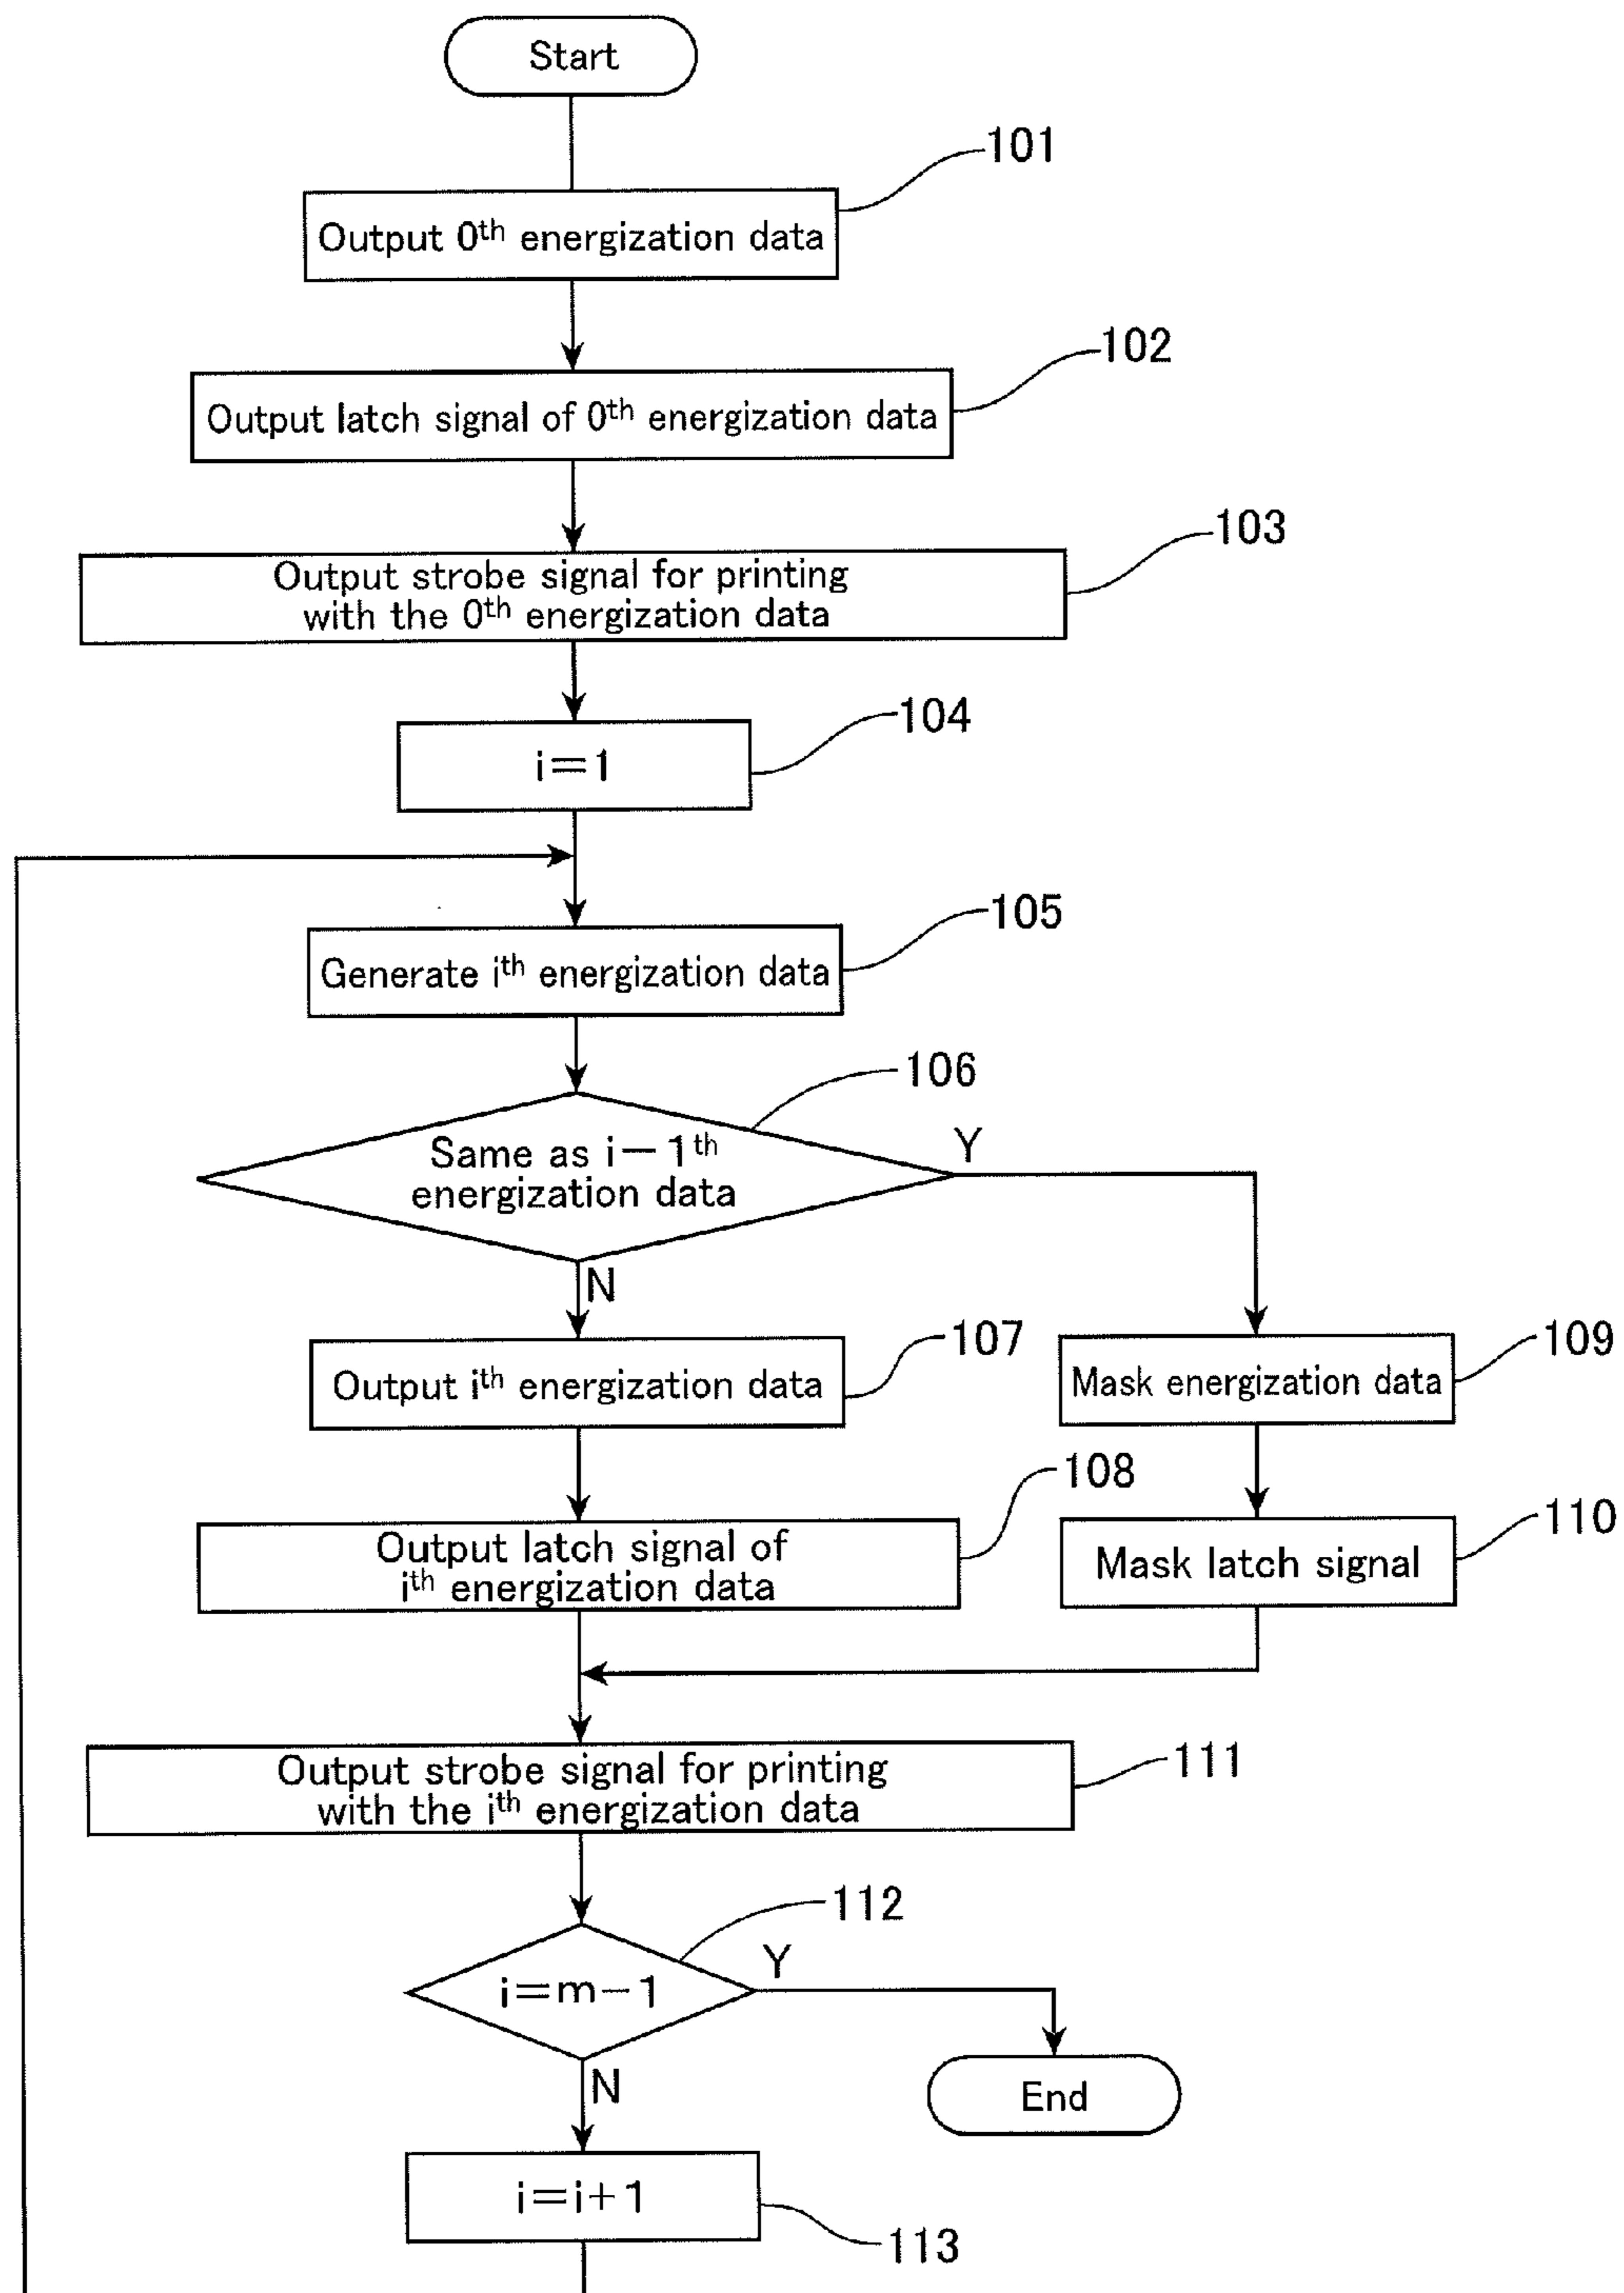 Start
101
Output 0th energization data
102
Output latch signal of 0th energization data
103
Output strobe signal for printing
with the 0th energization data
104
i=1
105
Generate ith energization data
106
Same as i-1th
energization data
Y
N
107
Output ith energization data
109
Mask energization data
108
Output latch signal of
ith energization data
110
Mask latch signal
111
Output strobe signal for printing
with the ith energization data
112
i=m-1
Y
N
End
i=i+1
113